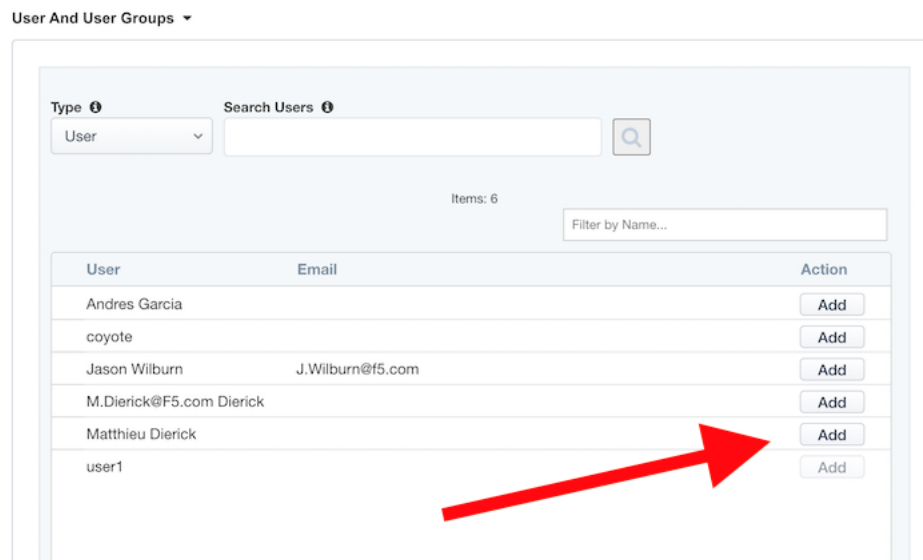 User And User Groups
Type Search Users
User
Items: 6
Filter by Name...
User Email Action
Andres Garcia Add
coyote Add
Jason Wilburn J.Wilburn@f5.com Add
M.Dierick@F5.com Dierick Add
Matthieu Dierick Add
user1 Add